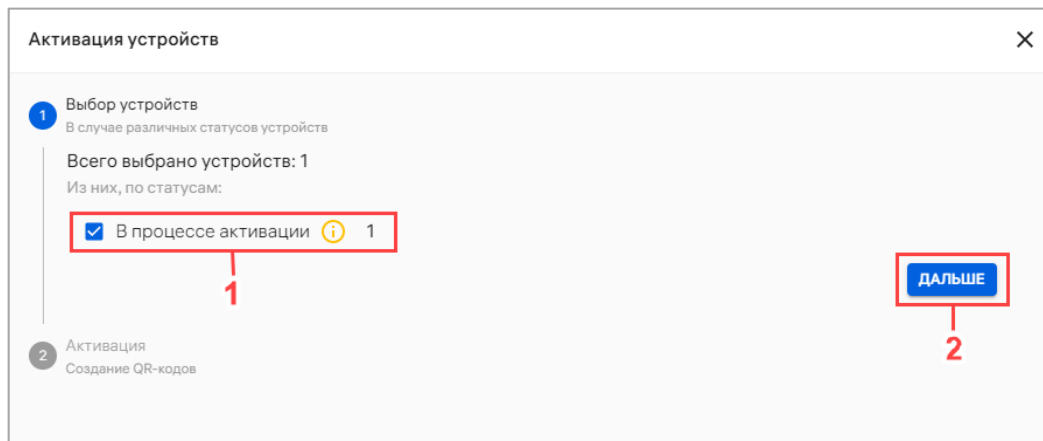 Активация устройств
1 Выбор устройств
В случае различных статусов устройств
Всего выбрано устройств: 1
Из них, по статусам:
В процессе активации 1
1
ДАЛЬШЕ
2
2 Активация
Создание QR-кодов